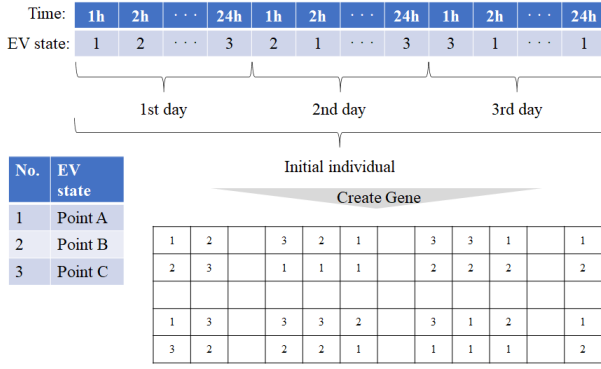 Time: 1h 2h · · · 24h 1h 2h · · · 24h 1h 2h · · · 24h
EV state: 1 2 · · · 3 2 1 · · · 3 3 1 · · · 1
1st day 2nd day 3rd day
Initial individual
Create Gene
No. EV state
1 Point A
2 Point B
3 Point C
1 2 3 2 1 3 3 1 1
2 3 1 1 1 2 2 2 2
1 3 3 3 2 3 1 2 1
3 2 2 2 1 1 1 1 2